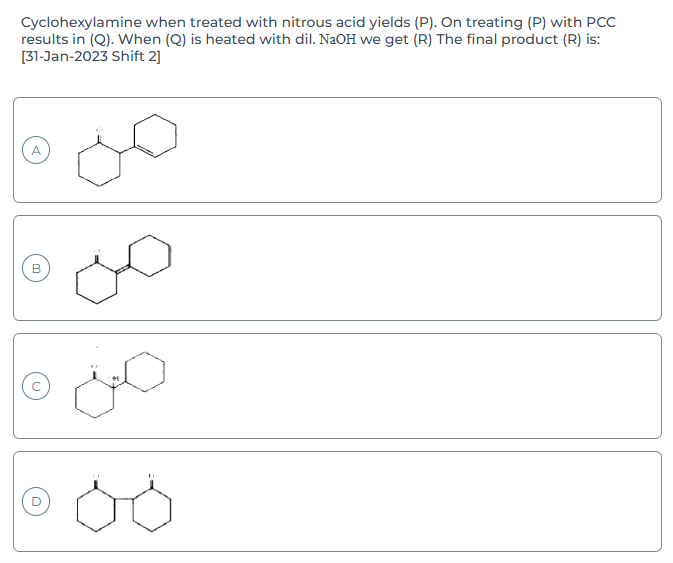 Cyclohexylamine when treated with nitrous acid yields (P). On treating (P) with PCC
results in (Q). When (Q) is heated with dil. NaOH we get (R) The final product (R) is:
[31-Jan-2023 Shift 2]
A
B
C
D